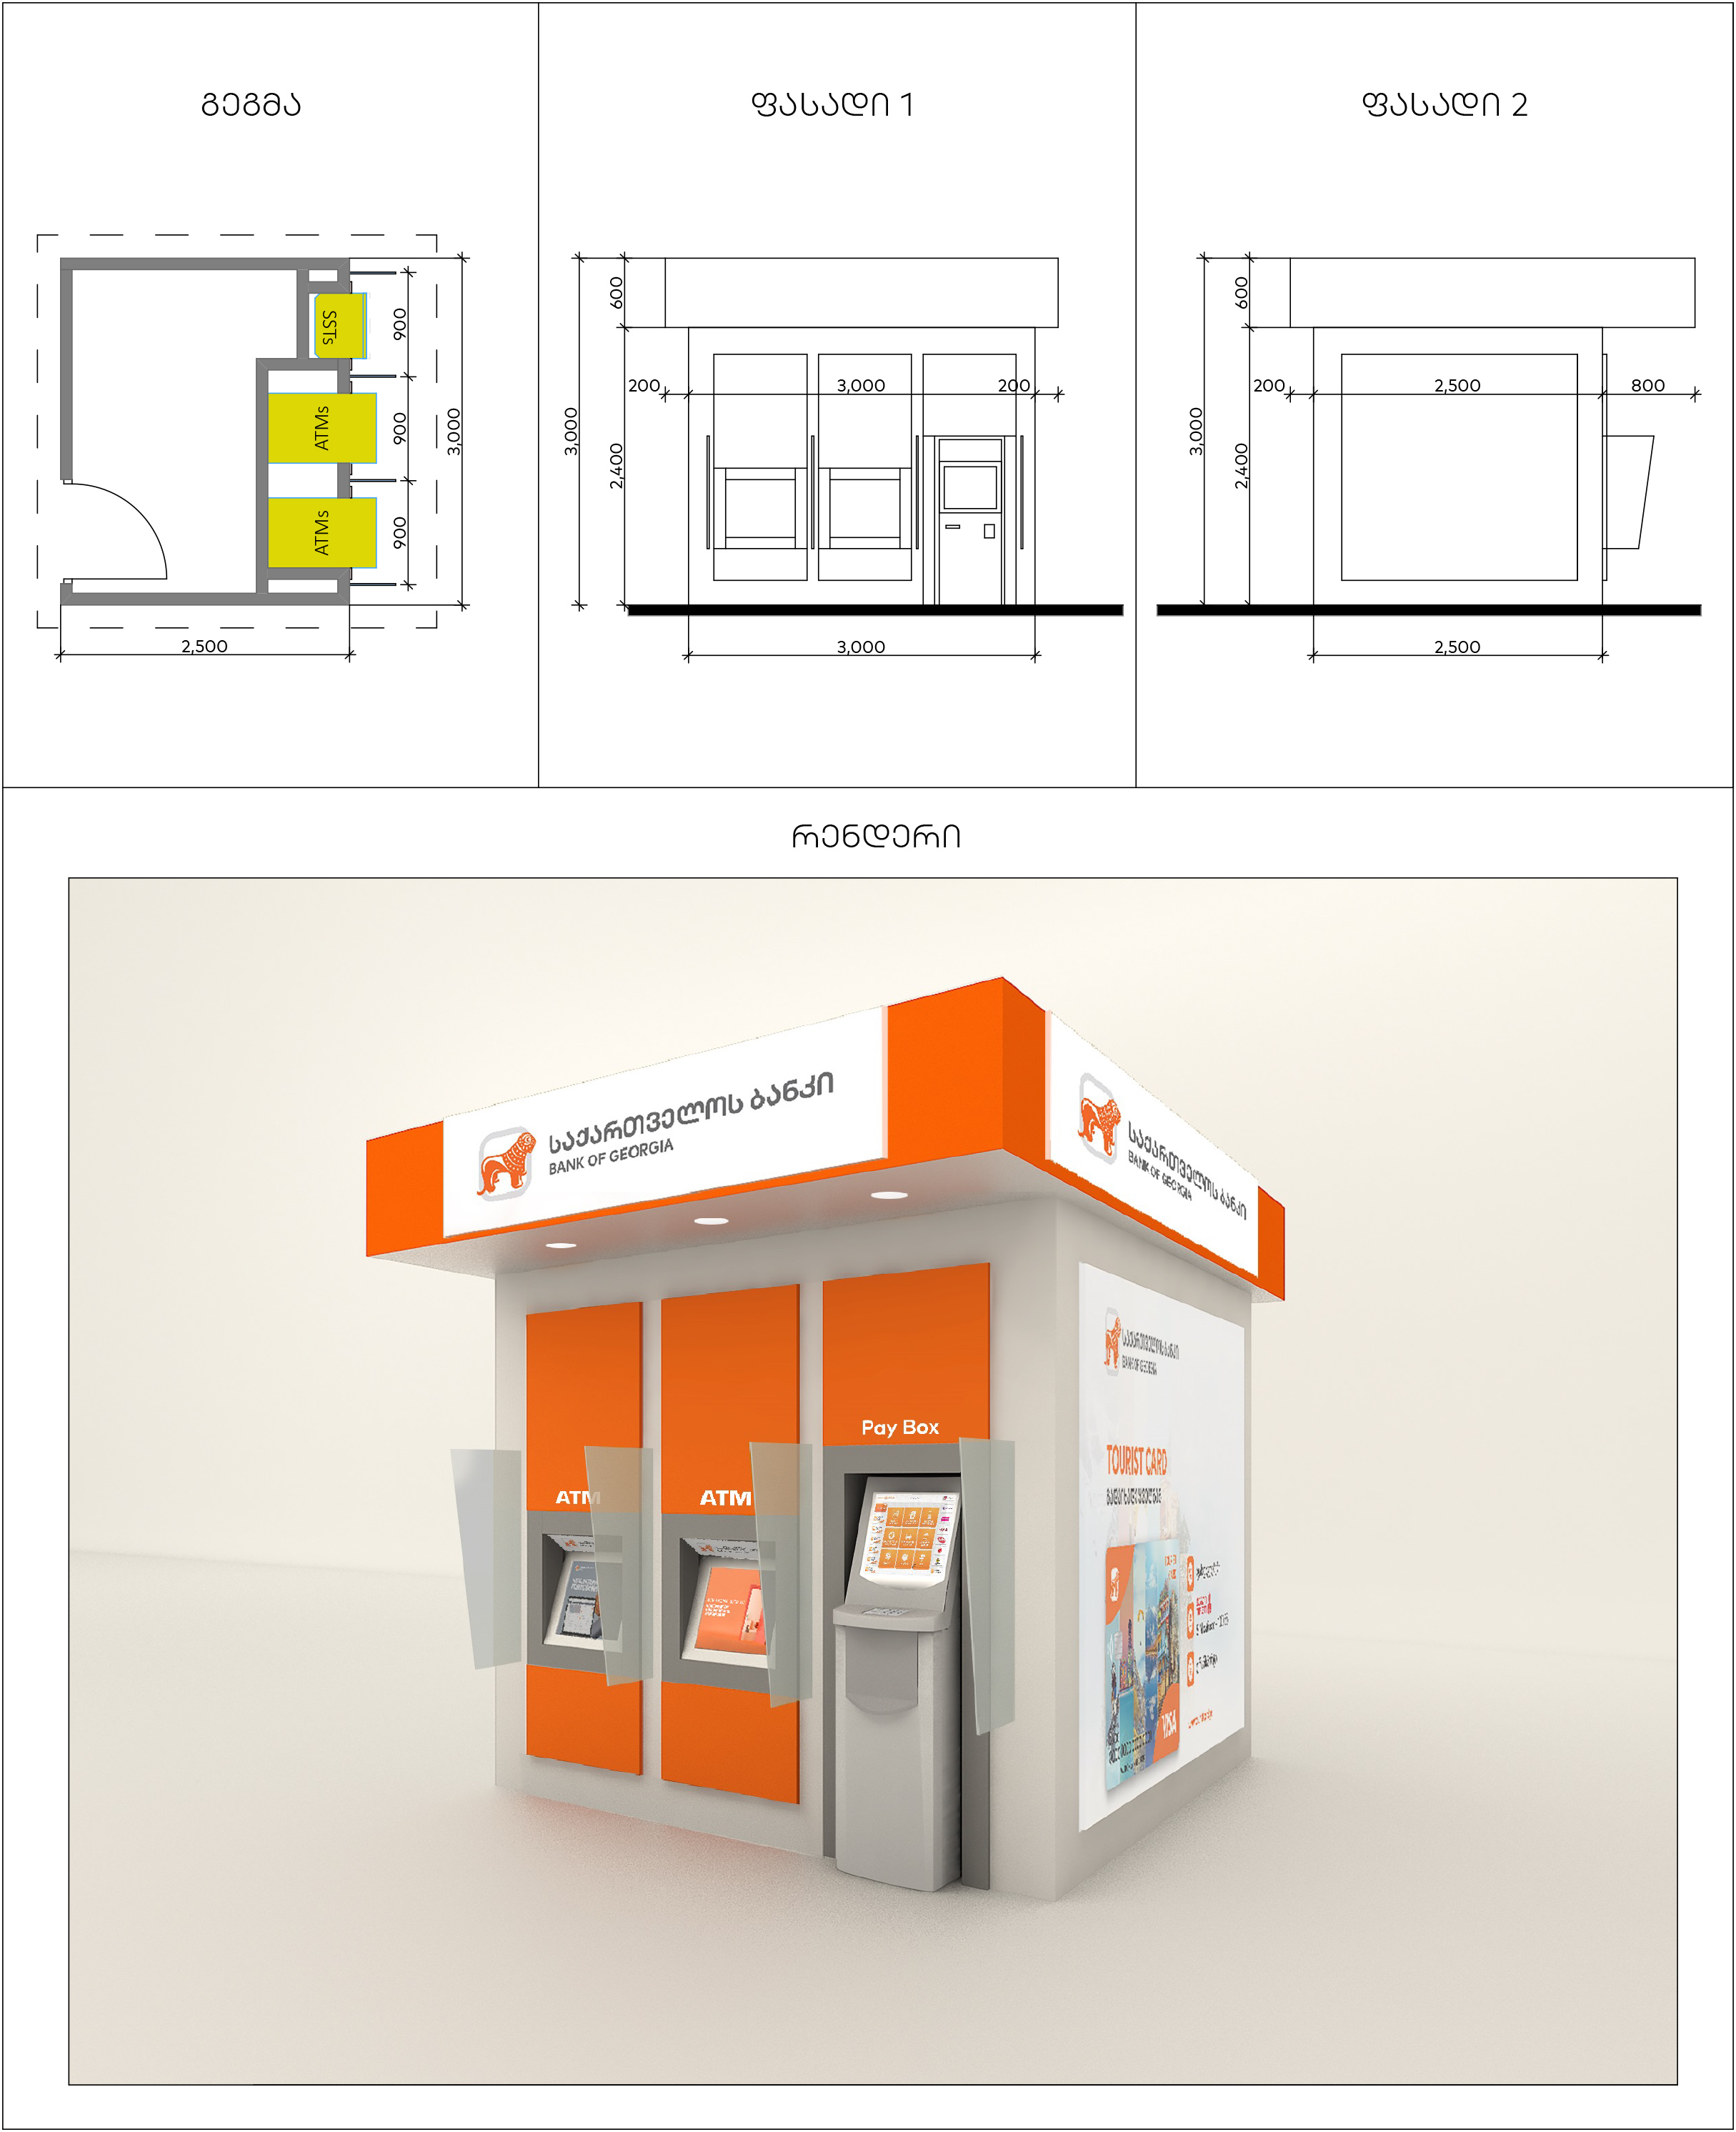 გეგმა
ფასადი 1
ფასადი 2
SSTs
ATMs
ATMs
900
900
900
3,000
2,500
3,000
600
2,400
200
3,000
200
3,000
3,000
600
2,400
200
2,500
800
2,500
რენდერი
საქართველოს ბანკი
BANK OF GEORGIA
საქართველოს ბანკი
BANK OF GEORGIA
ATM
ATM
Pay Box
საქართველოს ბანკი
BANK OF GEORGIA
TOURIST CARD
VISA